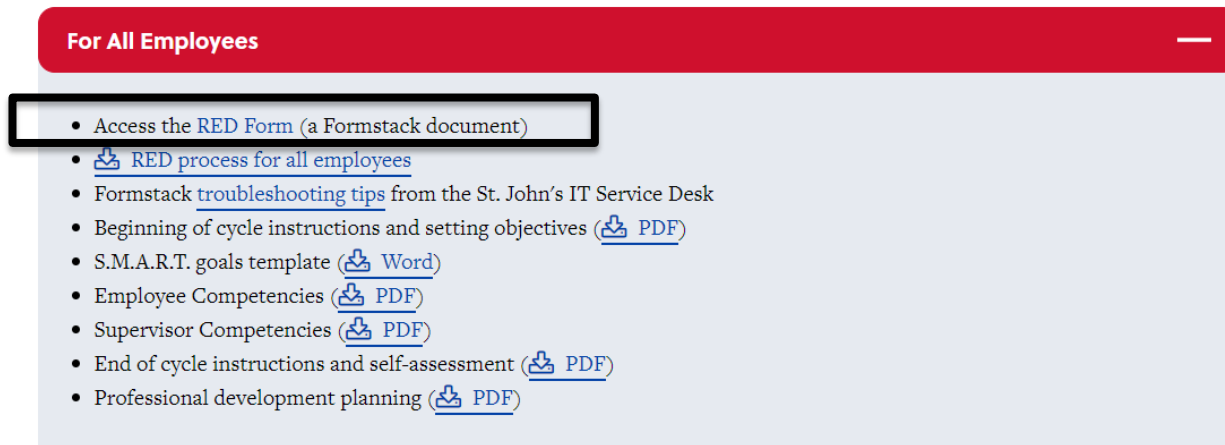 For All Employees
• Access the RED Form (a Formstack document)
• RED process for all employees
• Formstack troubleshooting tips from the St. John's IT Service Desk
• Beginning of cycle instructions and setting objectives ( PDF)
• S.M.A.R.T. goals template ( Word)
• Employee Competencies ( PDF)
• Supervisor Competencies ( PDF)
• End of cycle instructions and self-assessment ( PDF)
• Professional development planning ( PDF)